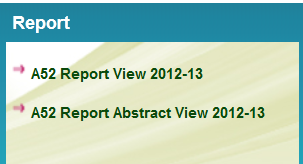 Report
A52 Report View 2012-13
A52 Report Abstract View 2012-13